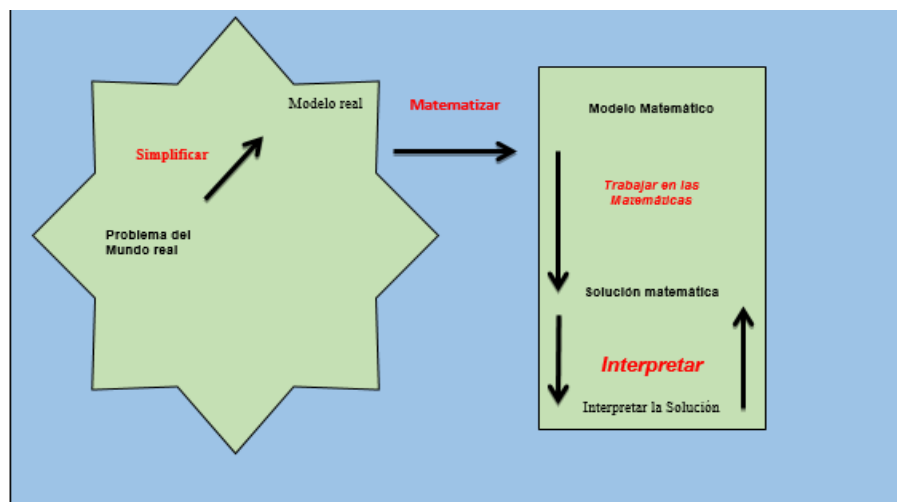 Modelo real
Simplificar
Problema del
Mundo real
Matematizar
Modelo Matemático
Trabajar en las
Matemáticas
Solución matemática
Interpretar
Interpretar la Solución